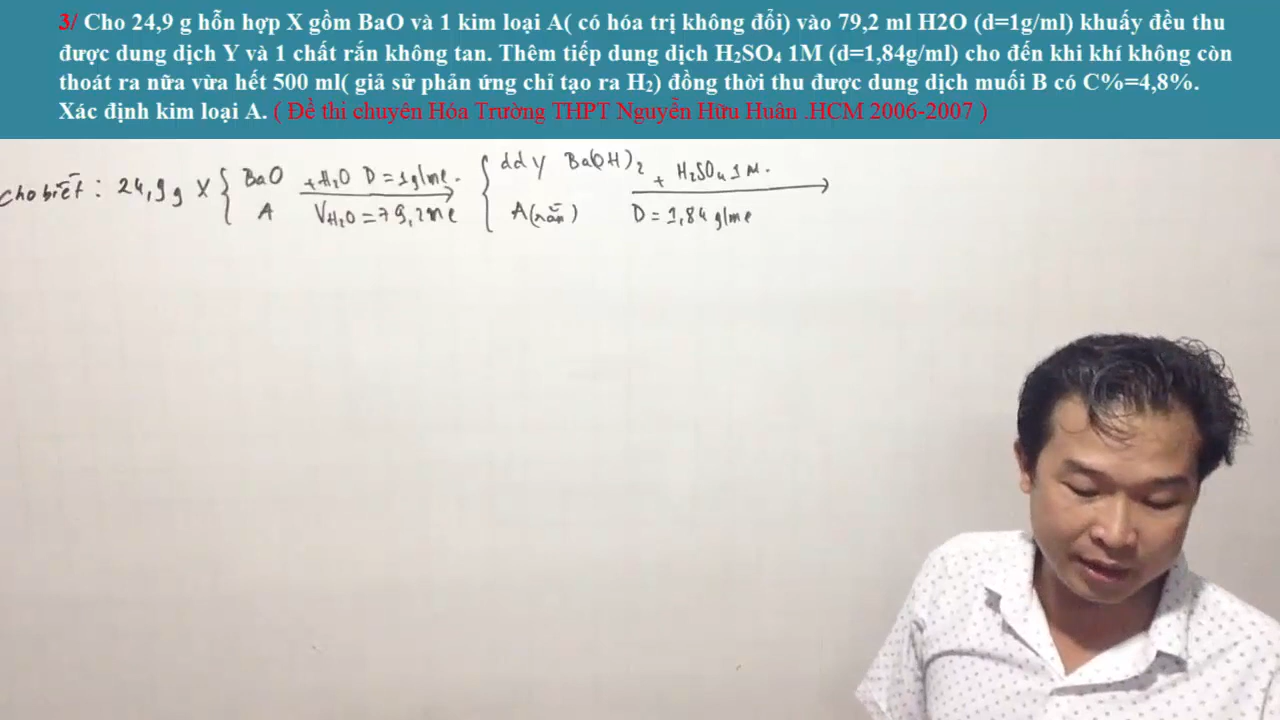 3/ Cho 24,9 g hỗn hợp X gồm BaO và 1 kim loại A( có hóa trị không đổi) vào 79,2 ml H2O (d=1g/ml) khuấy đều thu
được dung dịch Y và 1 chất rắn không tan. Thêm tiếp dung dịch H₂SO₄ 1M (d=1,84g/ml) cho đến khi khí không còn
thoát ra nữa vừa hết 500 ml( giả sử phản ứng chỉ tạo ra H₂) đồng thời thu được dung dịch muối B có C%=4,8%.
Xác định kim loại A. ( Đề thi chuyên Hóa Trường THPT Nguyễn Hữu Huân .HCM 2006-2007 )
Cho biết : 24,9 g X { BaO +H₂O D = 1g/ml. { dd Y Ba(OH)₂ + H₂SO₄ 1M.
A V H₂O = 79,2 ml A (rắn) D = 1,84 g/ml